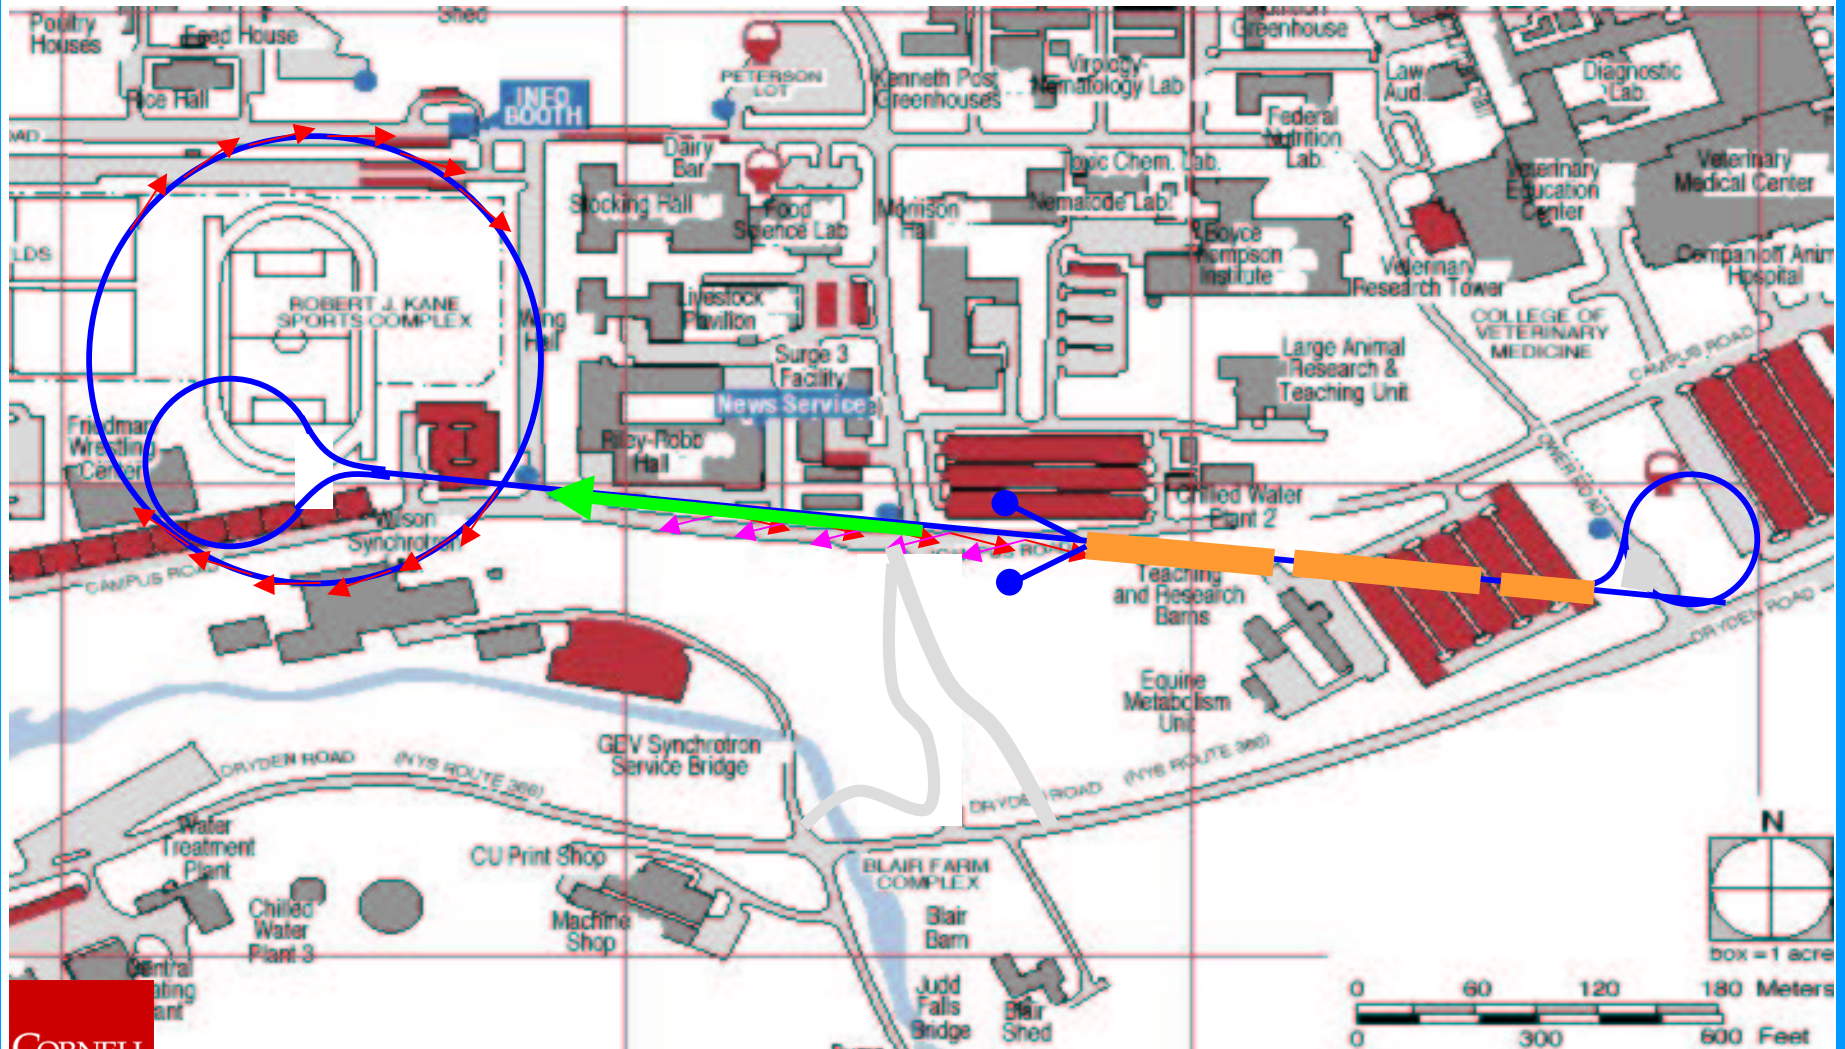 Poultry
Houses
Feed House
Shed
Rice Hall
INFO
BOOTH
PETERSON
LOT
Kenneth Post
Greenhouses
Virology-
Nematology Lab
Greenhouse
Law
Aud.
Diagnostic
Lab.
Federal
Nutrition
Lab.
Dairy
Bar
Toxic Chem. Lab.
Veterinary
Education
Center
Veterinary
Medical Center
Stocking Hall
Food
Science Lab
Morrison
Hall
Nematode Lab.
Boyce
Thompson
Institute
Veterinary
Research Tower
Companion Anim
Hospital
LDS
ROBERT J. KANE
SPORTS COMPLEX
Wing
Hall
Livestock
Pavilion
Surge 3
Facility
News Service
COLLEGE OF
VETERINARY
MEDICINE
CAMPUS ROAD
Large Animal
Research &
Teaching Unit
Friedman
Wrestling
Center
Riley-Robb
Hall
Chilled Water
Plant 2
Wilson
Synchrotron
CAMPUS ROAD
Teaching
and Research
Barns
DRYDEN ROAD
Equine
Metabolism
Unit
GEV Synchrotron
Service Bridge
DRYDEN ROAD
(NYS ROUTE 366)
DRYDEN ROAD
(NYS ROUTE 366)
Water
Treatment
Plant
CU Print Shop
BLAIR FARM
COMPLEX
Chilled
Water
Plant 3
Machine
Shop
Blair
Barn
Judd
Falls
Bridge
Blair
Shed
N
box = 1 acre
0 60 120 180 Meters
0 300 600 Feet
CORNELL